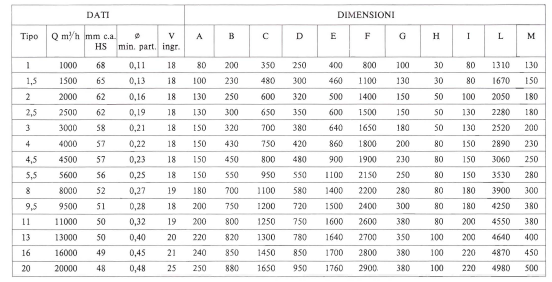 DATI DIMENSIONI
Tipo Q m³/h mm c.a. HS ø min. part. V ingr. A B C D E F G H I L M
1 1000 68 0,11 18 80 200 350 250 400 800 100 30 80 1310 130
1,5 1500 65 0,13 18 100 230 480 300 460 1100 130 30 80 1670 150
2 2000 62 0,16 18 130 250 600 320 500 1400 150 50 100 2050 180
2,5 2500 62 0,19 18 130 300 650 350 600 1500 150 50 130 2280 180
3 3000 58 0,21 18 150 320 700 380 640 1650 180 50 130 2520 200
4 4000 57 0,22 18 150 430 750 420 860 1800 200 80 150 2890 230
4,5 4500 57 0,23 18 150 450 800 480 900 1900 230 80 150 3060 250
5,5 5600 56 0,25 18 150 550 950 550 1100 2150 250 80 150 3530 280
8 8000 52 0,27 19 180 700 1100 580 1400 2200 280 80 180 3900 300
9,5 9500 51 0,28 18 200 750 1200 720 1500 2400 300 80 180 4250 380
11 11000 50 0,32 19 200 800 1250 750 1600 2600 380 80 200 4550 380
13 13000 50 0,40 20 220 820 1300 780 1640 2700 350 100 200 4640 400
16 16000 49 0,45 21 240 850 1450 850 1700 2800 380 100 220 4870 450
20 20000 48 0,48 25 250 880 1650 950 1760 2900 380 100 220 4980 500